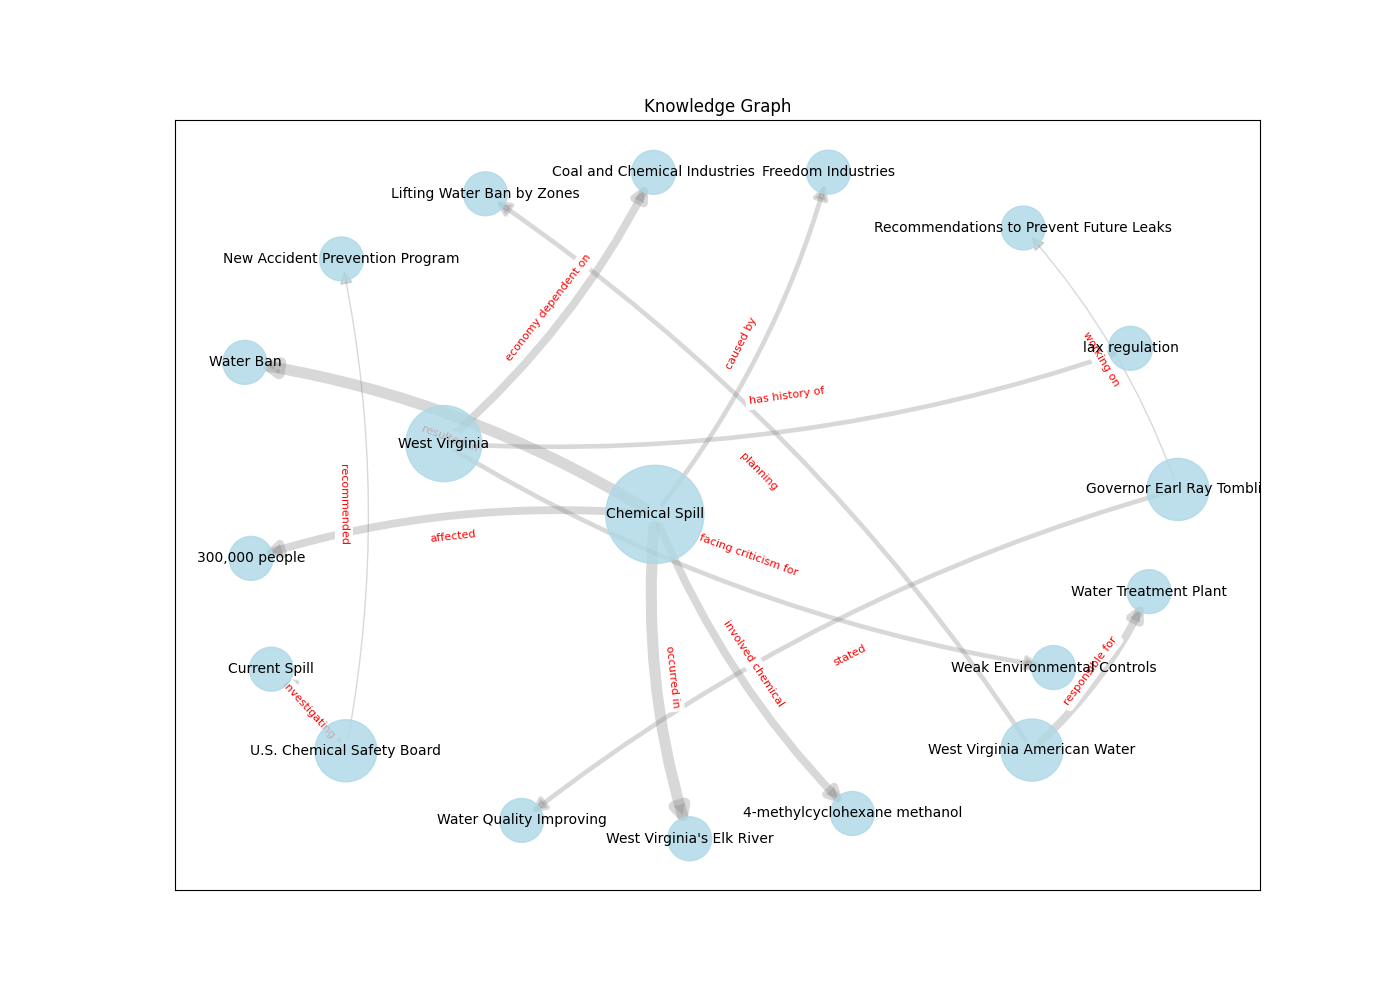 Knowledge Graph
Coal and Chemical Industries
Freedom Industries
Lifting Water Ban by Zones
Recommendations to Prevent Future Leaks
New Accident Prevention Program
economy dependent on
caused by
working on
lax regulation
Water Ban
has history of
West Virginia
planning
recommended
Governor Earl Ray Tombli
Chemical Spill
affected
facing criticism for
300,000 people
Water Treatment Plant
stated
involved chemical
occurred in
responsible for
Current Spill
Weak Environmental Controls
nvestigating
U.S. Chemical Safety Board
West Virginia American Water
4-methylcyclohexane methanol
Water Quality Improving
West Virginia's Elk River